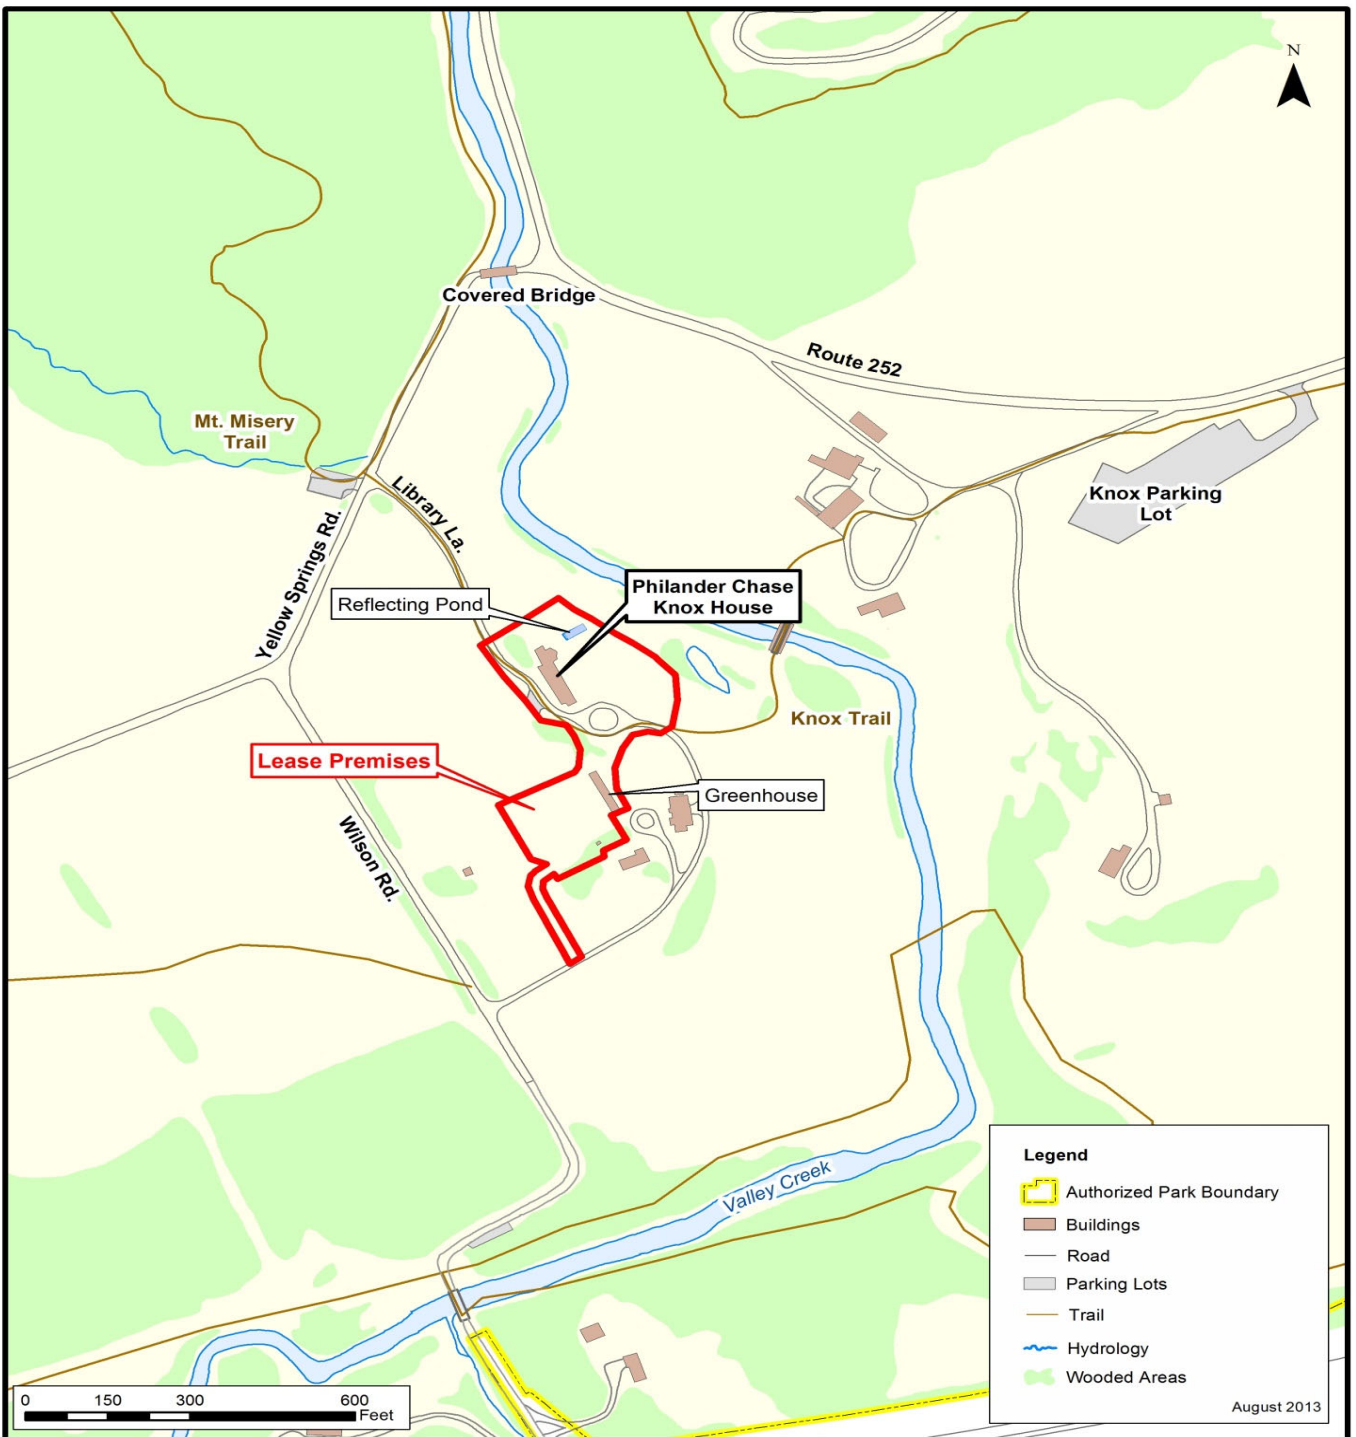 N
Covered Bridge
Route 252
Mt. Misery
Trail
Library La.
Knox Parking
Lot
Yellow Springs Rd.
Philander Chase
Knox House
Reflecting Pond
Knox Trail
Lease Premises
Greenhouse
Wilson Rd.
Valley Creek
Legend
Authorized Park Boundary
Buildings
Road
Parking Lots
Trail
Hydrology
Wooded Areas
August 2013
0 150 300 600
Feet